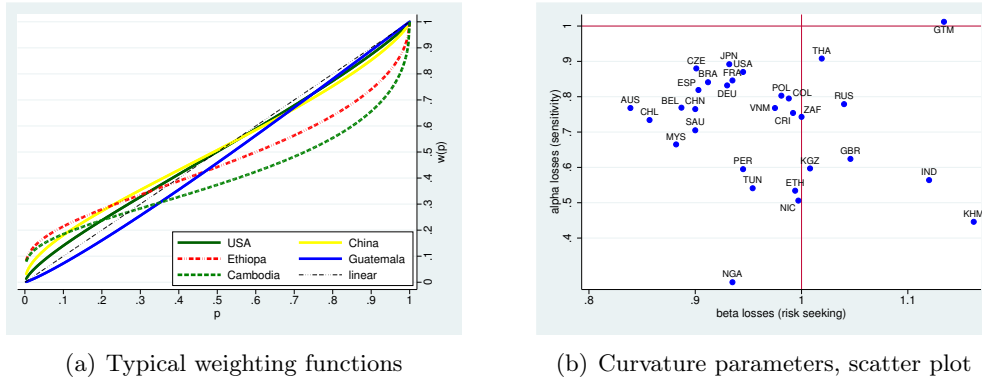 1
.9
.8
.7
.6
.5
.4
.3
.2
.1
0
w(p)
USA
China
Ethiopa
Guatemala
Cambodia
linear
0
.1
.2
.3
.4
.5
.6
.7
.8
.9
1
p
(a) Typical weighting functions
alpha losses (sensitivity)
1
.9
.8
.7
.6
.5
.4
GTM
THA
JPN
CZE
USA
BRA
FRA
ESP
DEU
POL
COL
RUS
AUS
BEL
CHN
VNM
CHL
CRI
ZAF
SAU
MYS
GBR
PER
KGZ
IND
TUN
ETH
NIC
KHM
NGA
.8
.9
1
1.1
beta losses (risk seeking)
(b) Curvature parameters, scatter plot